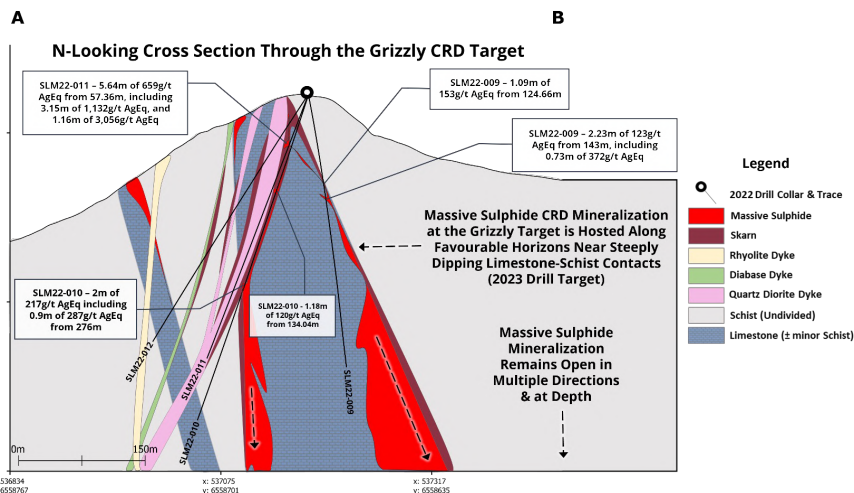 A
B
N-Looking Cross Section Through the Grizzly CRD Target
SLM22-011 – 5.64m of 659g/t
AgEq from 57.36m, including
3.15m of 1,132g/t AgEq, and
1.16m of 3,056g/t AgEq
SLM22-009 – 1.09m of
153g/t AgEq from 124.66m
SLM22-009 – 2.23m of 123g/t
AgEq from 143m, including
0.73m of 372g/t AgEq
Legend
2022 Drill Collar & Trace
Massive Sulphide
Skarn
Rhyolite Dyke
Diabase Dyke
Quartz Diorite Dyke
Schist (Undivided)
Limestone (± minor Schist)
Massive Sulphide CRD Mineralization
at the Grizzly Target is Hosted Along
Favourable Horizons Near Steeply
Dipping Limestone-Schist Contacts
(2023 Drill Target)
SLM22-010 – 2m of
217g/t AgEq including
0.9m of 287g/t AgEq
from 276m
SLM22-010 - 1.18m
of 120g/t AgEq
from 134.04m
Massive Sulphide
Mineralization
Remains Open in
Multiple Directions
& at Depth
SLM22-012
SLM22-011
SLM22-010
SLM22-009
0m
150m
536834
6558767
x: 537075
y: 6558701
x: 537317
y: 6558635